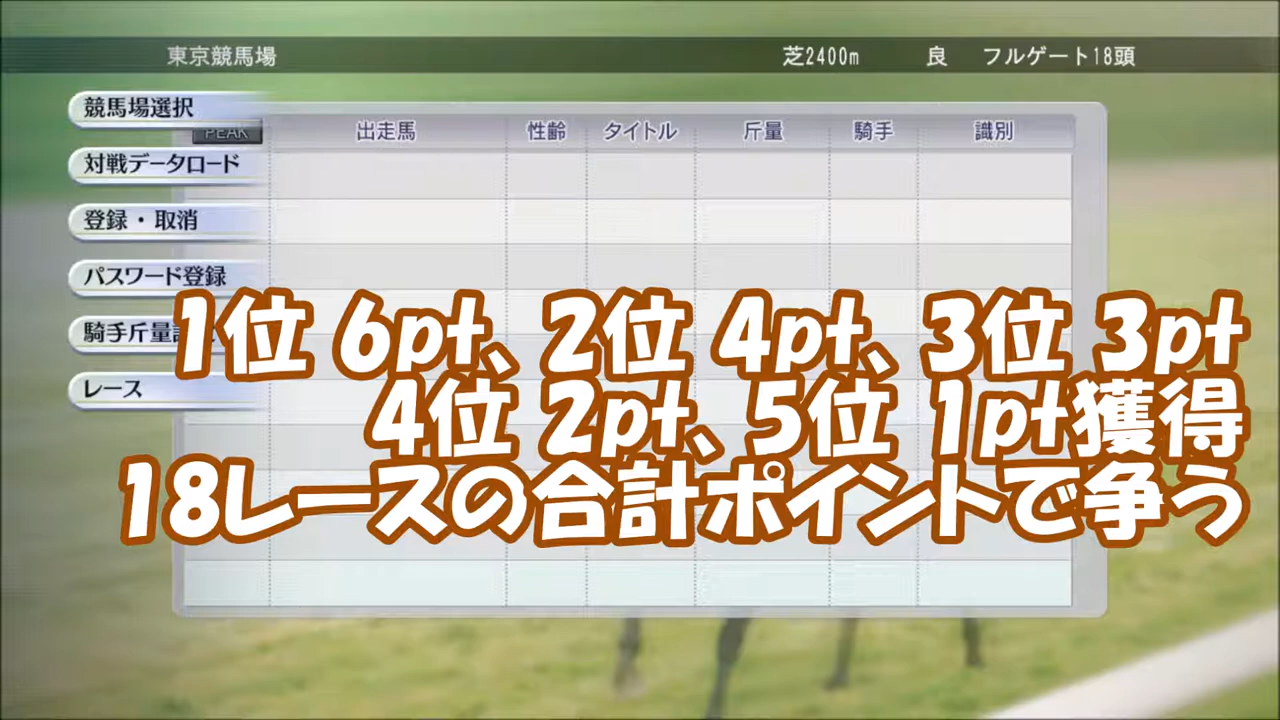 東京競馬場 芝2400m 良 フルゲート18頭
競馬場選択
PEAK 出走馬 性齢 タイトル 斤量 騎手 識別
対戦データロード
登録・取消
パスワード登録
騎手斤量
レース
1位 6pt、2位 4pt、3位 3pt
4位 2pt、5位 1pt獲得
18レースの合計ポイントで争う